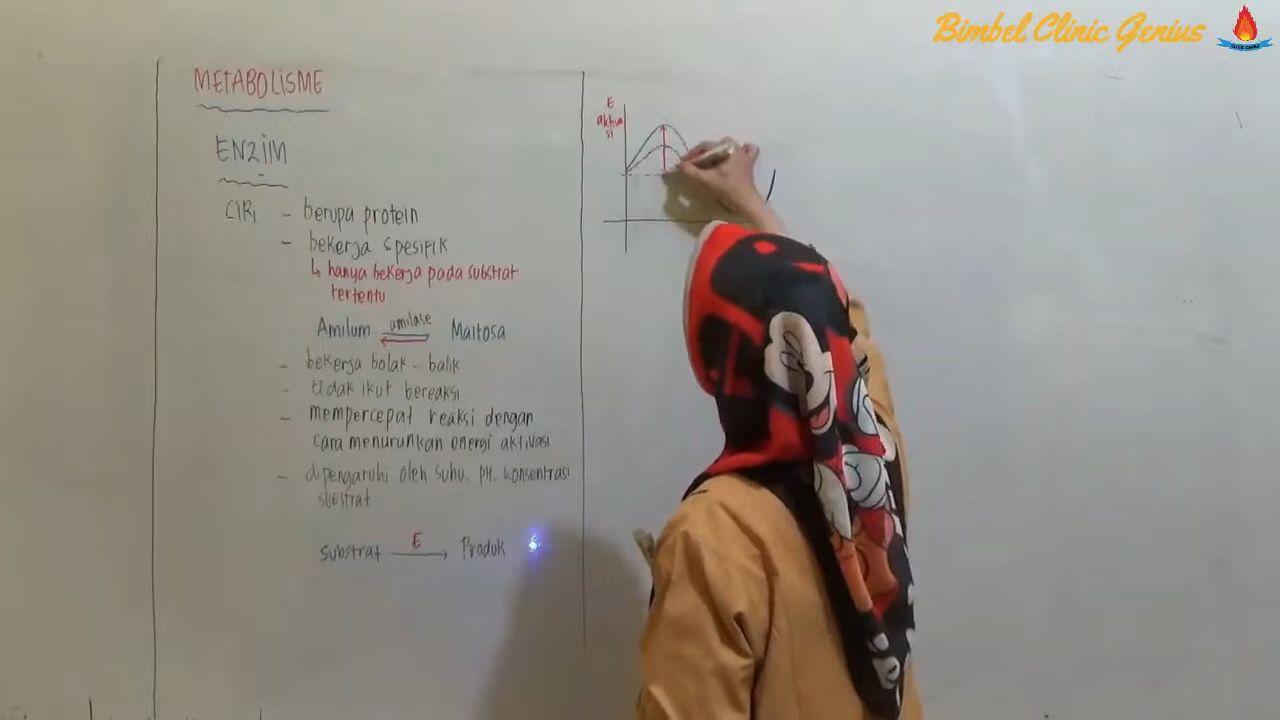 Bimbel Clinic Genius
METABOLISME
ENZIM
CIRI - berupa protein
- bekerja spesifik
↳ hanya bekerja pada substrat
tertentu
Amilum amilase Maltosa
- bekerja bolak-balik
- tidak ikut bereaksi
- mempercepat reaksi dengan
cara menurunkan energi aktivasi
- dipengaruhi oleh suhu, pH, konsentrasi
substrat
substrat E → Produk
E
aktiva
si